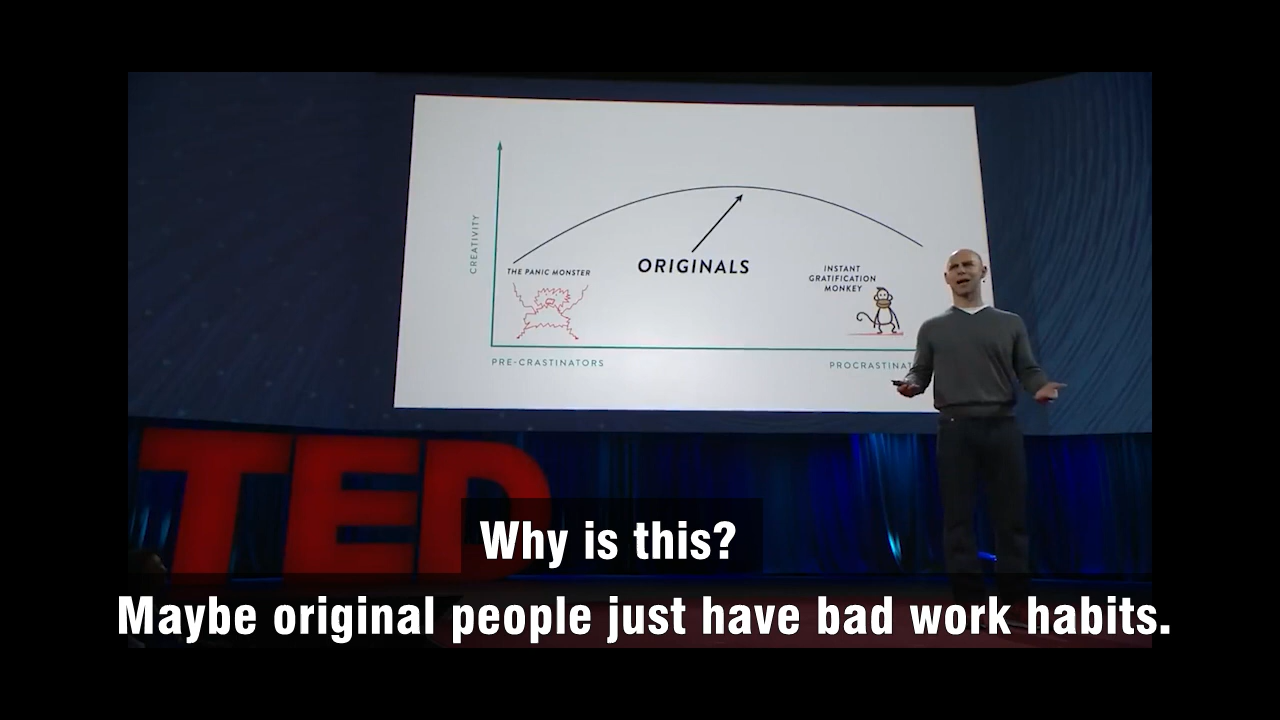 CREATIVITY
THE PANIC MONSTER
ORIGINALS
INSTANT
GRATIFICATION
MONKEY
PRE-CRASTINATORS
PROCRASTINAT
TED
Why is this?
Maybe original people just have bad work habits.